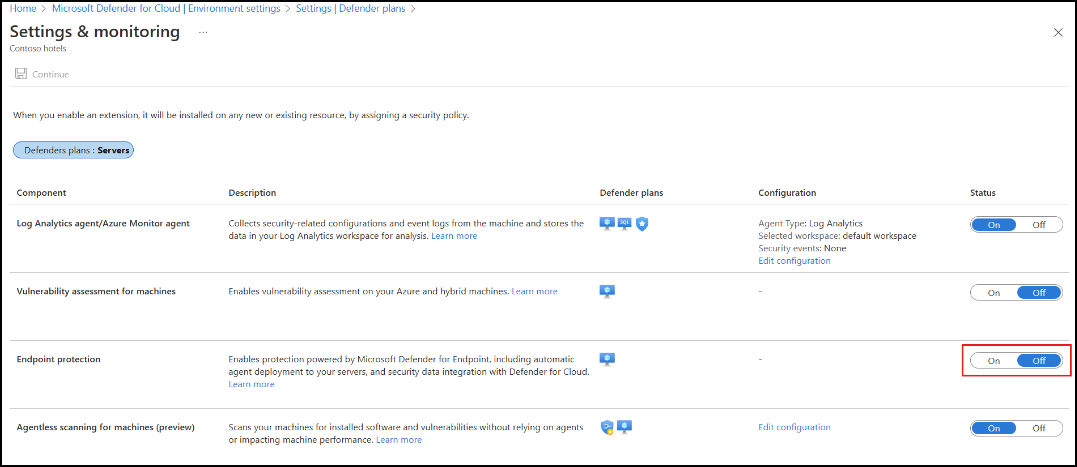 Home > Microsoft Defender for Cloud | Environment settings > Settings | Defender plans >
Settings & monitoring ...
Contoso hotels
Continue
When you enable an extension, it will be installed on any new or existing resource, by assigning a security policy.
Defenders plans : Servers
Component Description Defender plans Configuration Status
Log Analytics agent/Azure Monitor agent Collects security-related configurations and event logs from the machine and stores the Agent Type: Log Analytics On Off
data in your Log Analytics workspace for analysis. Learn more SQL Selected workspace: default workspace
Security events: None
Edit configuration
Vulnerability assessment for machines Enables vulnerability assessment on your Azure and hybrid machines. Learn more - On Off
Endpoint protection Enables protection powered by Microsoft Defender for Endpoint, including automatic - On Off
agent deployment to your servers, and security data integration with Defender for Cloud.
Learn more
Agentless scanning for machines (preview) Scans your machines for installed software and vulnerabilities without relying on agents Edit configuration On Off
or impacting machine performance. Learn more